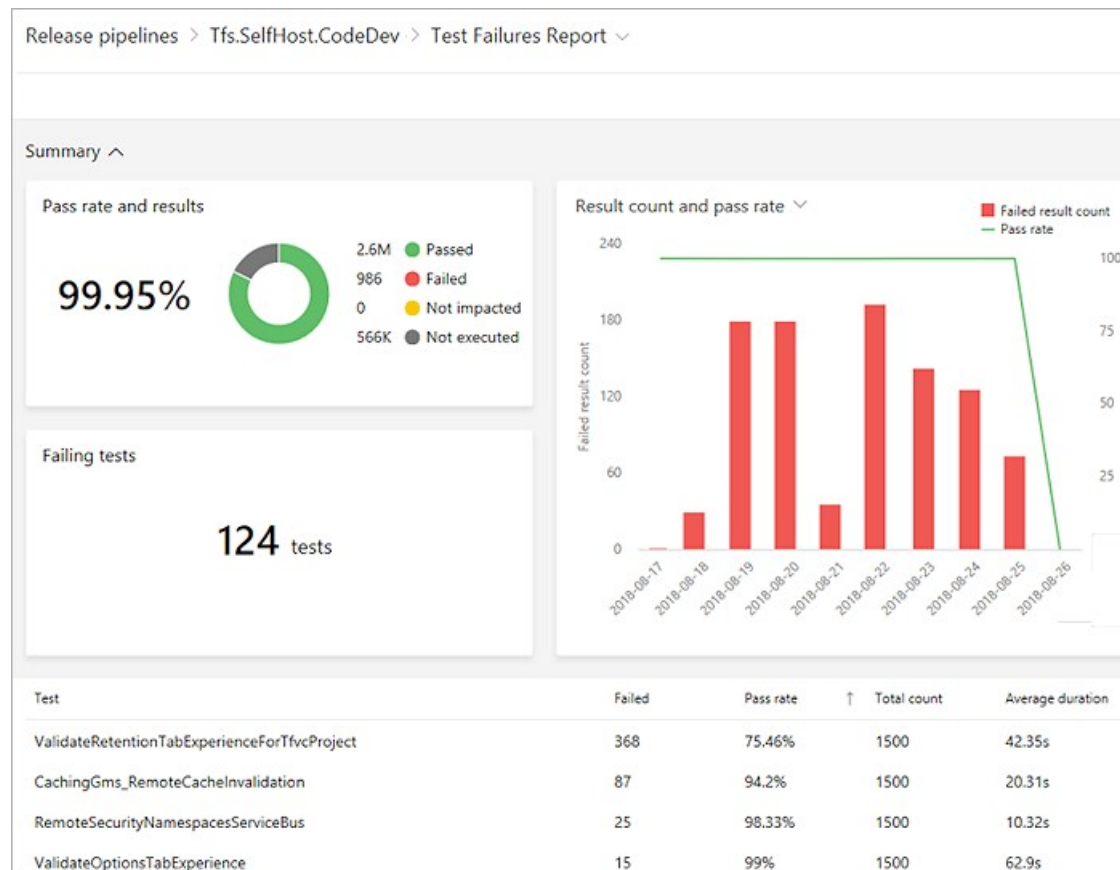 Release pipelines > Tfs.SelfHost.CodeDev > Test Failures Report
Summary
Pass rate and results
99.95%
2.6M Passed
986 Failed
0 Not impacted
566K Not executed
Failing tests
124 tests
Result count and pass rate
Failed result count
Pass rate
Failed result count
240
180
120
60
0
100
75
50
25
2018-08-17
2018-08-18
2018-08-19
2018-08-20
2018-08-21
2018-08-22
2018-08-23
2018-08-24
2018-08-25
2018-08-26
Test Failed Pass rate ↑ Total count Average duration
ValidateRetentionTabExperienceForTfvcProject 368 75.46% 1500 42.35s
CachingGms_RemoteCacheInvalidation 87 94.2% 1500 20.31s
RemoteSecurityNamespacesServiceBus 25 98.33% 1500 10.32s
ValidateOptionsTabExperience 15 99% 1500 62.9s